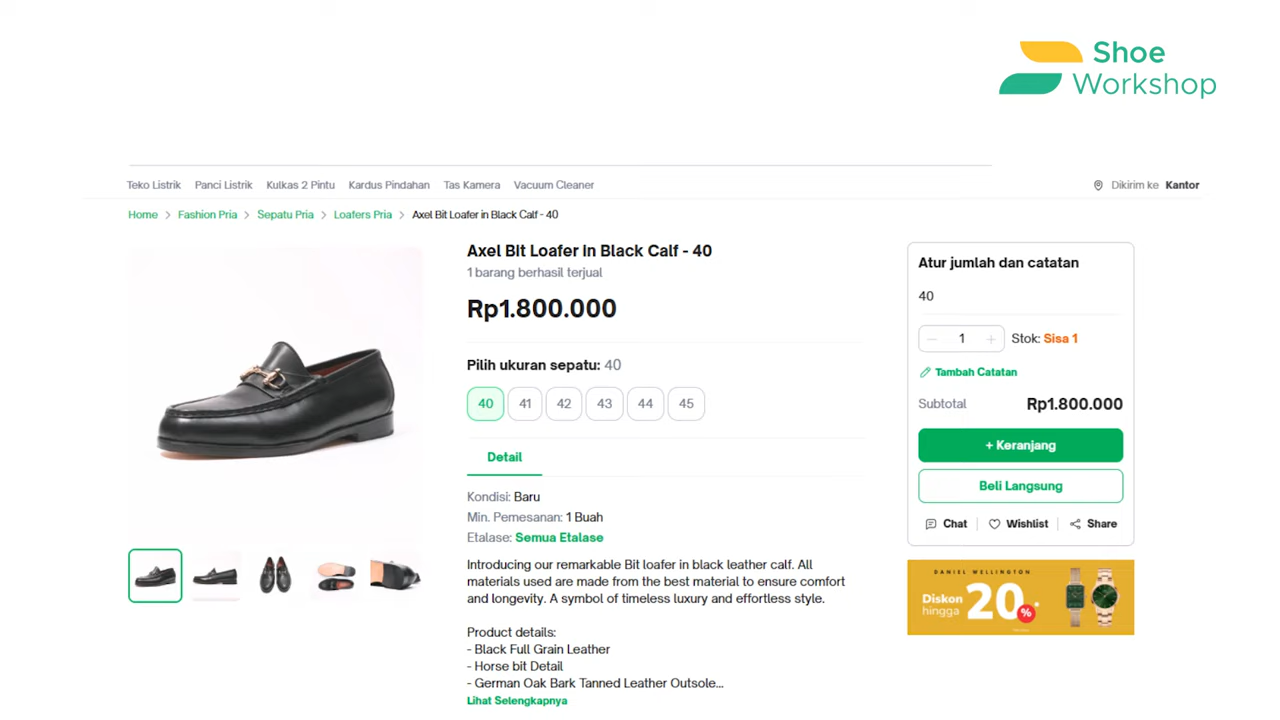 Shoe
Workshop
Teko Listrik Panci Listrik Kulkas 2 Pintu Kardus Pindahan Tas Kamera Vacuum Cleaner
Dikirim ke Kantor
Home > Fashion Pria > Sepatu Pria > Loafers Pria > Axel Bit Loafer in Black Calf - 40
Axel Bit Loafer in Black Calf - 40
1 barang berhasil terjual
Rp1.800.000
Pilih ukuran sepatu: 40
40 41 42 43 44 45
Detail
Kondisi: Baru
Min. Pemesanan: 1 Buah
Etalase: Semua Etalase
Introducing our remarkable Bit loafer in black leather calf. All
materials used are made from the best material to ensure comfort
and longevity. A symbol of timeless luxury and effortless style.
Product details:
- Black Full Grain Leather
- Horse bit Detail
- German Oak Bark Tanned Leather Outsole...
Lihat Selengkapnya
Atur jumlah dan catatan
40
− 1 + Stok: Sisa 1
Tambah Catatan
Subtotal Rp1.800.000
+ Keranjang
Beli Langsung
Chat Wishlist Share
DANIEL WELLINGTON
Diskon
hingga
20%